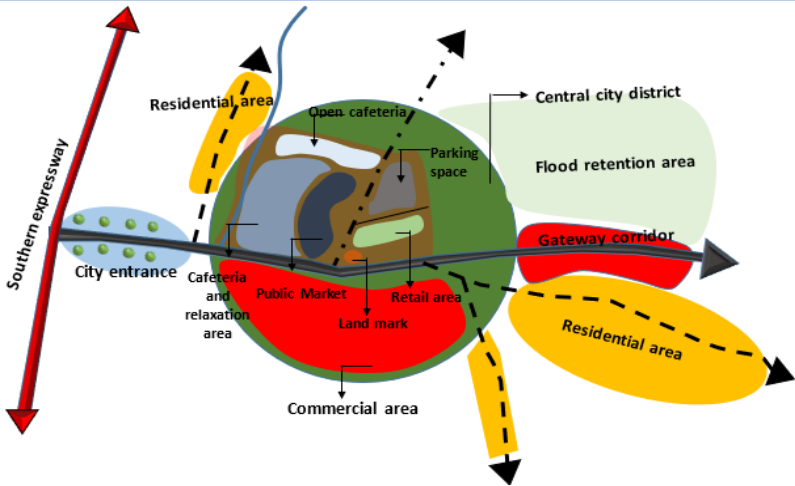 Southern expressway
Residential area
Open cafeteria
Parking
space
Central city district
Flood retention area
City entrance
Gateway corridor
Cafeteria
and
relaxation
area
Public Market
Land mark
Retail area
Residential area
Commercial area